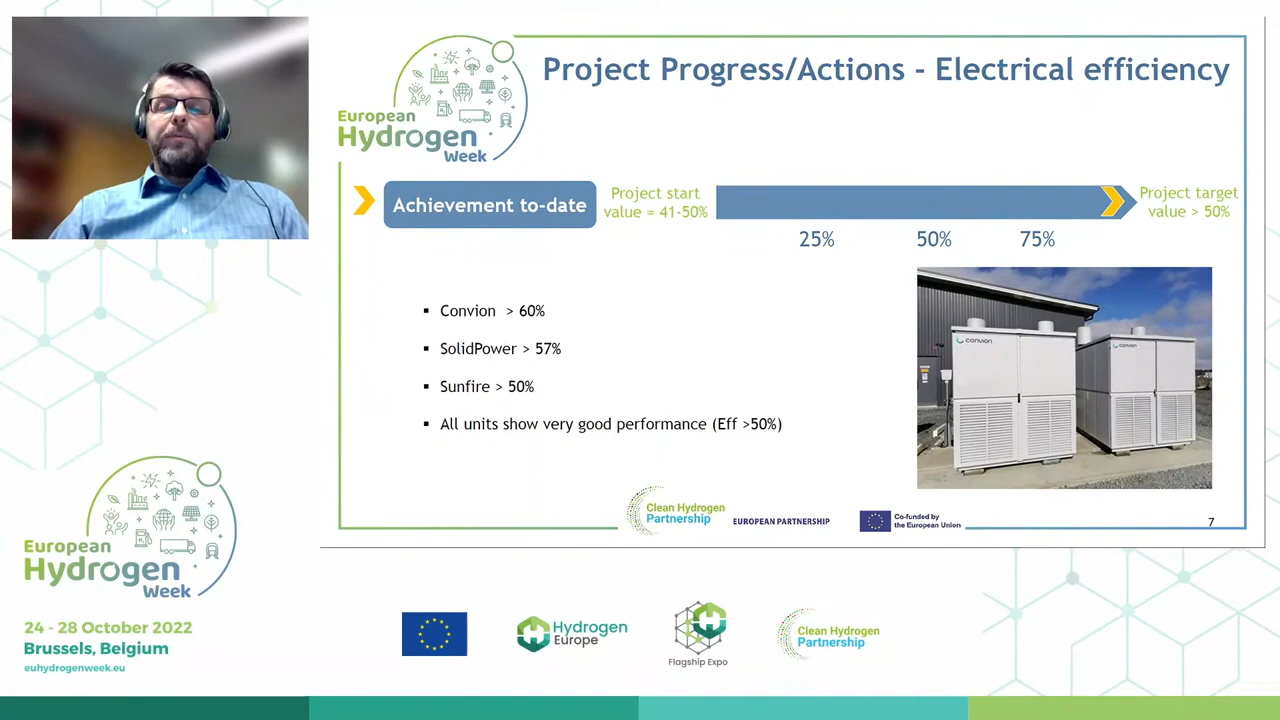 Project Progress/Actions - Electrical efficiency
European
Hydrogen
Week
Achievement to-date
Project start
value = 41-50%
Project target
value > 50%
25% 50% 75%
▪ Convion > 60%
▪ SolidPower > 57%
▪ Sunfire > 50%
▪ All units show very good performance (Eff >50%)
CONVION
CONVION
Clean Hydrogen
Partnership
EUROPEAN PARTNERSHIP
Co-funded by
the European Union
7
European
Hydrogen
Week
24 - 28 October 2022
Brussels, Belgium
euhydrogenweek.eu
Hydrogen
Europe
Flagship Expo
Clean Hydrogen
Partnership